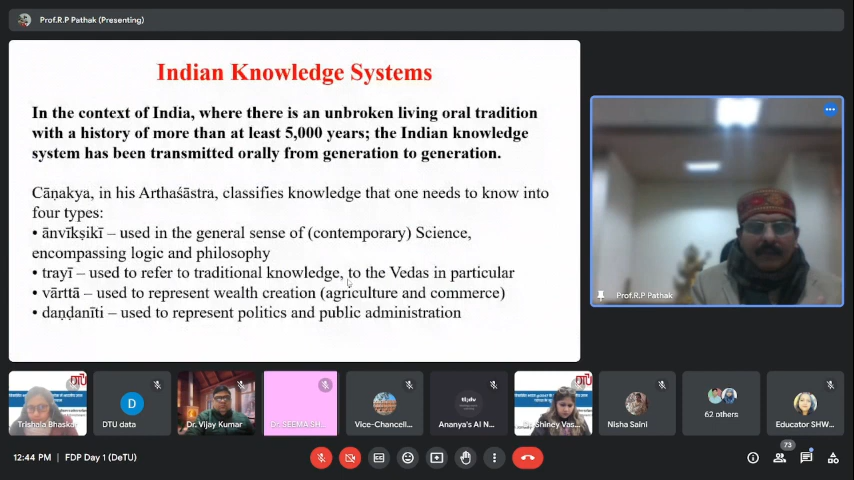 Prof.R.P Pathak (Presenting)
Indian Knowledge Systems
In the context of India, where there is an unbroken living oral tradition
with a history of more than at least 5,000 years; the Indian knowledge
system has been transmitted orally from generation to generation.
Cāṇakya, in his Arthaśāstra, classifies knowledge that one needs to know into
four types:
• ānvīkṣikī – used in the general sense of (contemporary) Science,
encompassing logic and philosophy
• trayī – used to refer to traditional knowledge, to the Vedas in particular
• vārttā – used to represent wealth creation (agriculture and commerce)
• daṇḍanīti – used to represent politics and public administration
Prof.R.P Pathak
Trishala Bhaskar
D
DTU data
Dr. Vijay Kumar
Dr.SEEMA SH...
Vice-Chancell...
Ananya's AI N...
Dr. Shiney Vas...
Nisha Saini
62 others
Educator SHW...
12:44 PM | FDP Day 1 (DeTU)
73